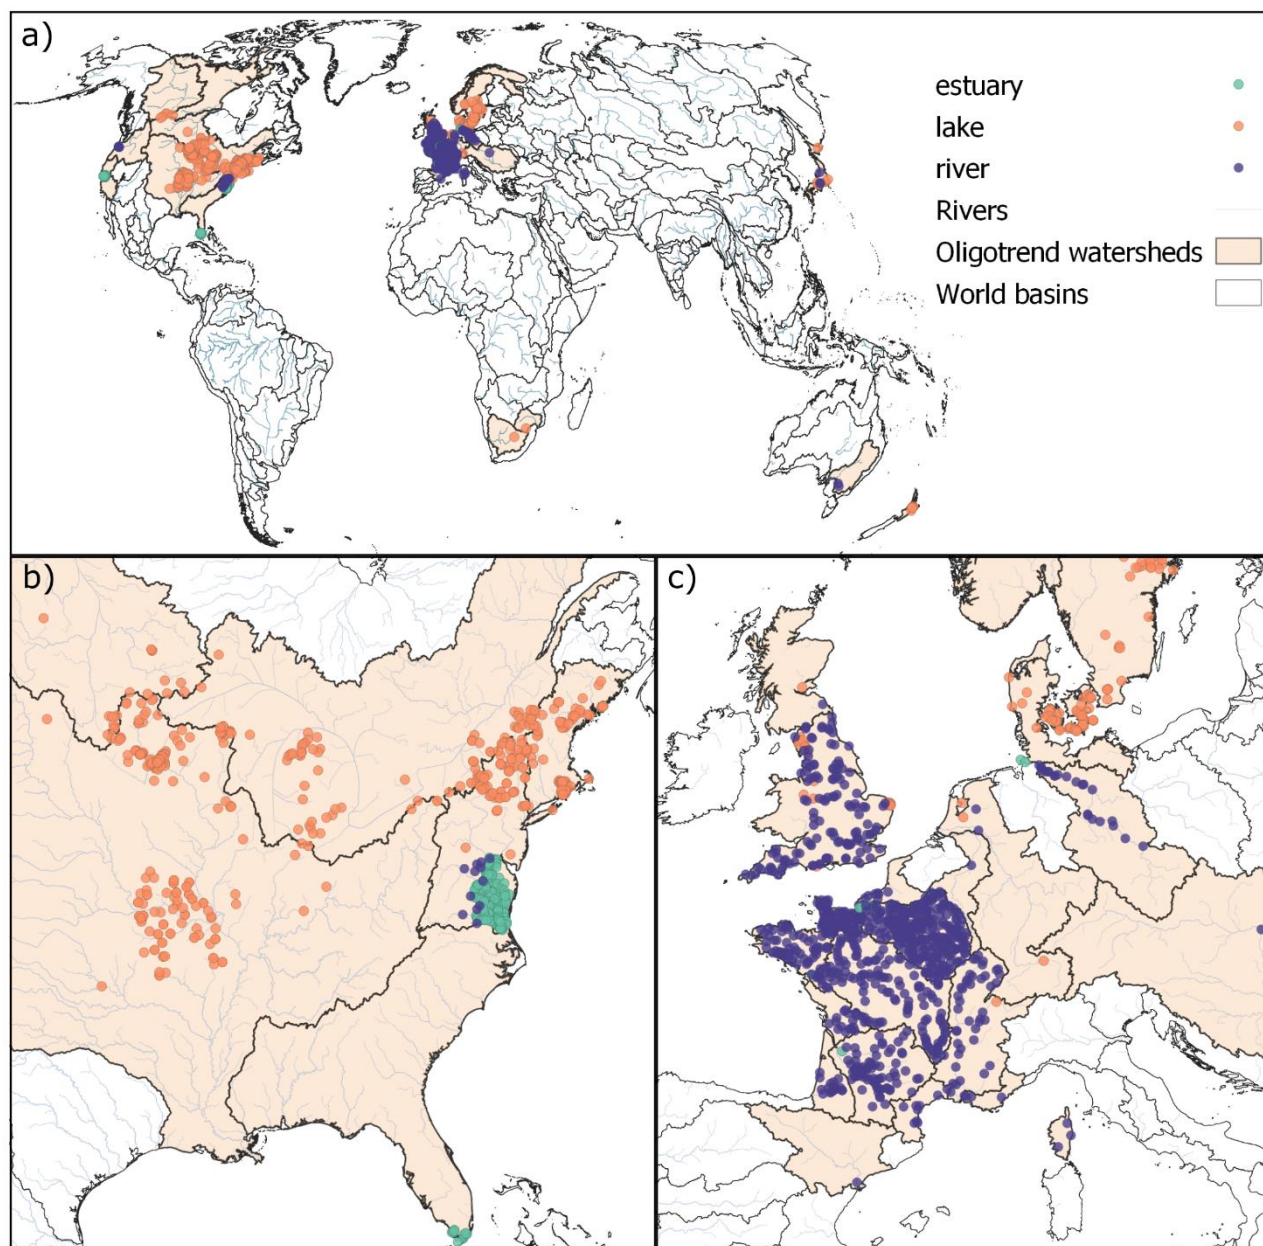 a)
estuary
lake
river
Rivers
Oligotrend watersheds
World basins
b)
c)